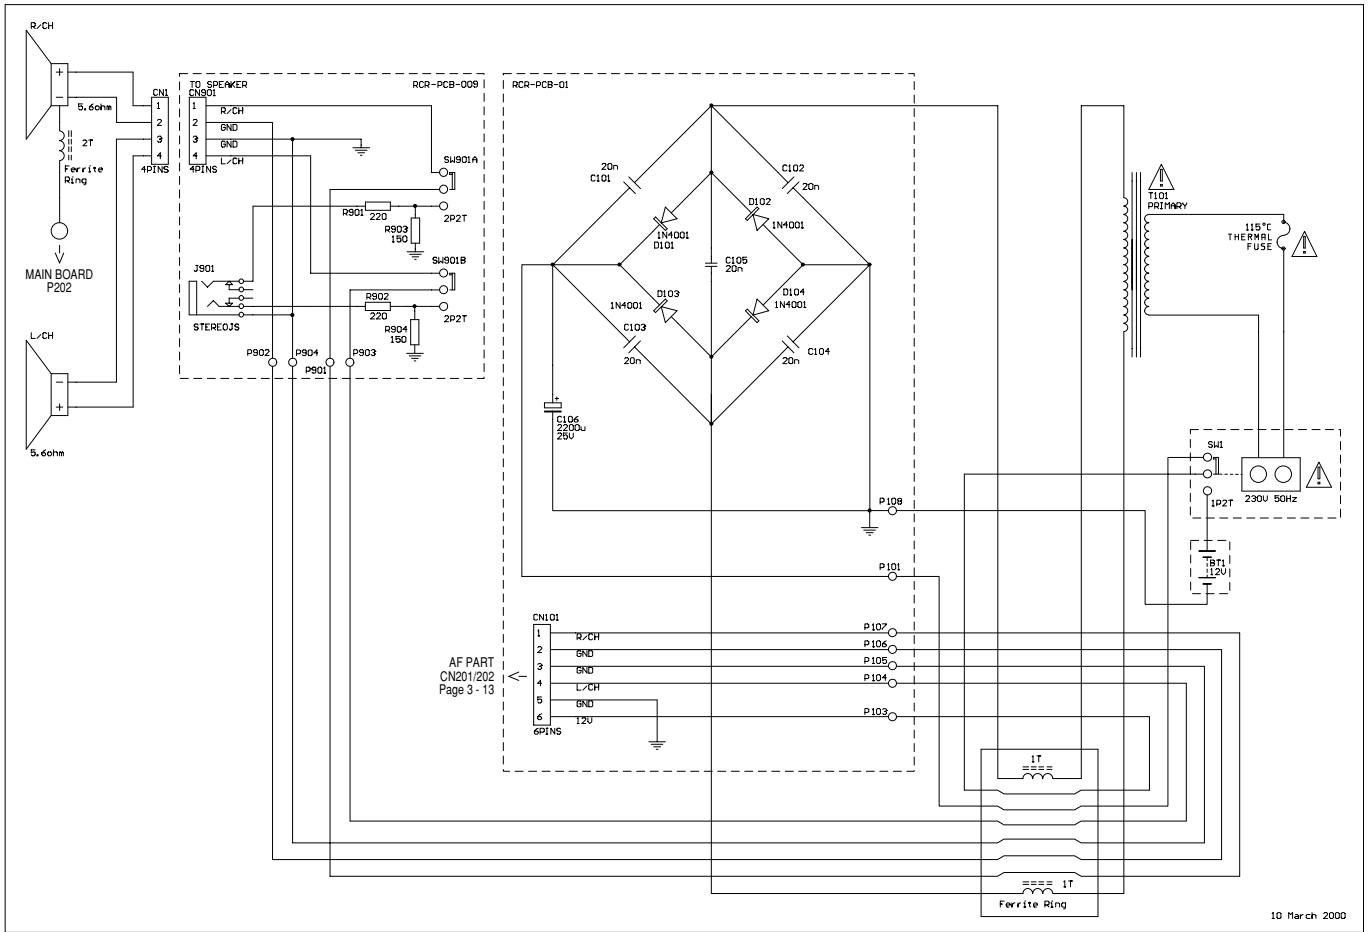 R/CH
+
−
5.6ohm
2T
Ferrite
Ring
MAIN BOARD
P202
L/CH
−
+
5.6ohm
CN1
1
2
3
4
4PINS
TO SPEAKER
CN901
RCR-PCB-009
1
2
3
4
4PINS
R/CH
GND
GND
L/CH
SW901A
2P2T
R901
220
R903
150
J901
STEREOJS
SW901B
2P2T
R902
220
R904
150
P902
P904
P901
P903
RCR-PCB-01
20n
C101
C102
20n
1N4001
D101
D102
1N4001
C105
20n
D103
1N4001
D104
1N4001
C103
20n
C104
20n
+
C106
2200u
25V
P108
P101
CN101
1
2
3
4
5
6
6PINS
R/CH
GND
GND
L/CH
GND
12V
P107
P106
P105
P104
P103
AF PART
CN201/202
Page 3 - 13
!
T101
PRIMARY
115°C
THERMAL
FUSE
!
SW1
1P2T
230V 50Hz
!
BT1
12V
1T
1T
Ferrite Ring
10 March 2000